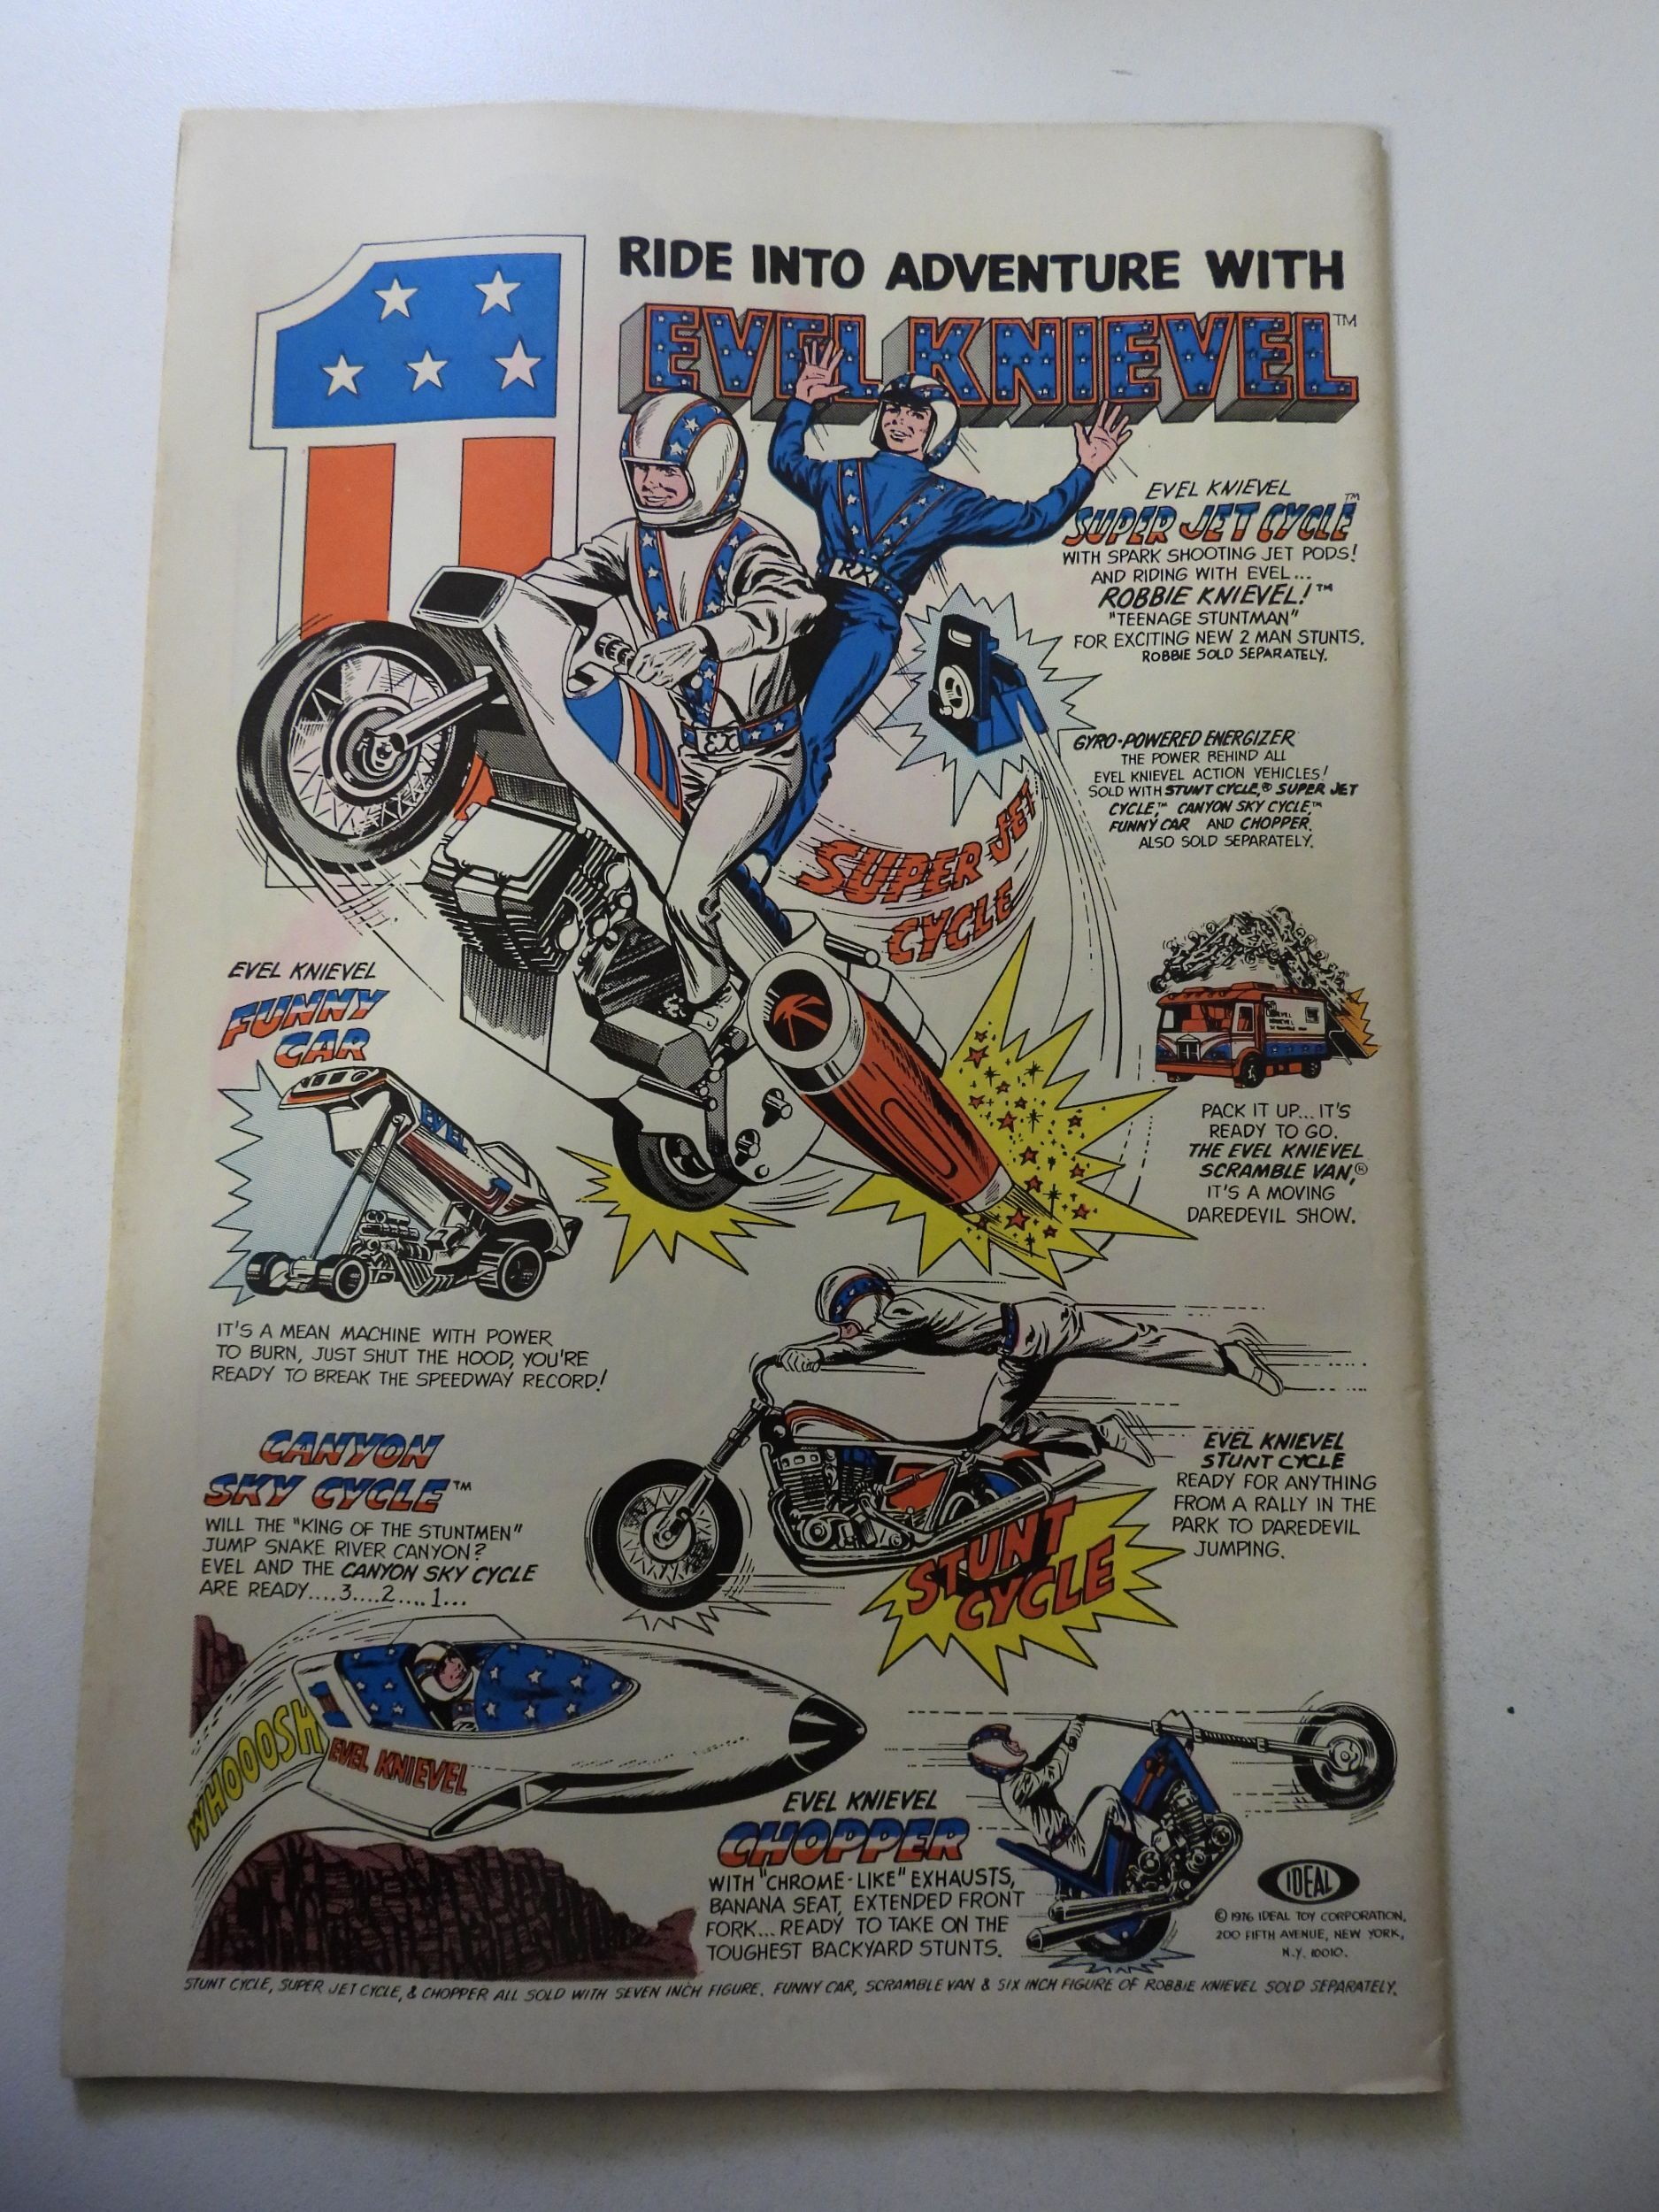 RIDE INTO ADVENTURE WITH
EVEL KNIEVEL™
EVEL KNIEVEL
SUPER JET CYCLE™
WITH SPARK SHOOTING JET PODS!
AND RIDING WITH EVEL...
ROBBIE KNIEVEL!™
"TEENAGE STUNTMAN"
FOR EXCITING NEW 2 MAN STUNTS.
ROBBIE SOLD SEPARATELY.
RK
EK
GYRO-POWERED ENERGIZER
THE POWER BEHIND ALL
EVEL KNIEVEL ACTION VEHICLES!
SOLD WITH STUNT CYCLE,® SUPER JET
CYCLE,™ CANYON SKY CYCLE,™
FUNNY CAR AND CHOPPER.
ALSO SOLD SEPARATELY.
SUPER JET
CYCLE
EVEL KNIEVEL
FUNNY
CAR
EVEL
PACK IT UP... IT'S
READY TO GO.
THE EVEL KNIEVEL
SCRAMBLE VAN,®
IT'S A MOVING
DAREDEVIL SHOW.
IT'S A MEAN MACHINE WITH POWER
TO BURN, JUST SHUT THE HOOD, YOU'RE
READY TO BREAK THE SPEEDWAY RECORD!
CANYON
SKY CYCLE™
WILL THE "KING OF THE STUNTMEN"
JUMP SNAKE RIVER CANYON?
EVEL AND THE CANYON SKY CYCLE
ARE READY....3....2....1...
EVEL KNIEVEL
STUNT CYCLE
READY FOR ANYTHING
FROM A RALLY IN THE
PARK TO DAREDEVIL
JUMPING.
STUNT
CYCLE
WHOOOSH
EVEL KNIEVEL
EVEL KNIEVEL
CHOPPER
WITH "CHROME-LIKE" EXHAUSTS,
BANANA SEAT, EXTENDED FRONT
FORK... READY TO TAKE ON THE
TOUGHEST BACKYARD STUNTS.
IDEAL
© 1976 IDEAL TOY CORPORATION,
200 FIFTH AVENUE, NEW YORK,
N.Y. 10010.
STUNT CYCLE, SUPER JET CYCLE, & CHOPPER ALL SOLD WITH SEVEN INCH FIGURE. FUNNY CAR, SCRAMBLE VAN & SIX INCH FIGURE OF ROBBIE KNIEVEL SOLD SEPARATELY.